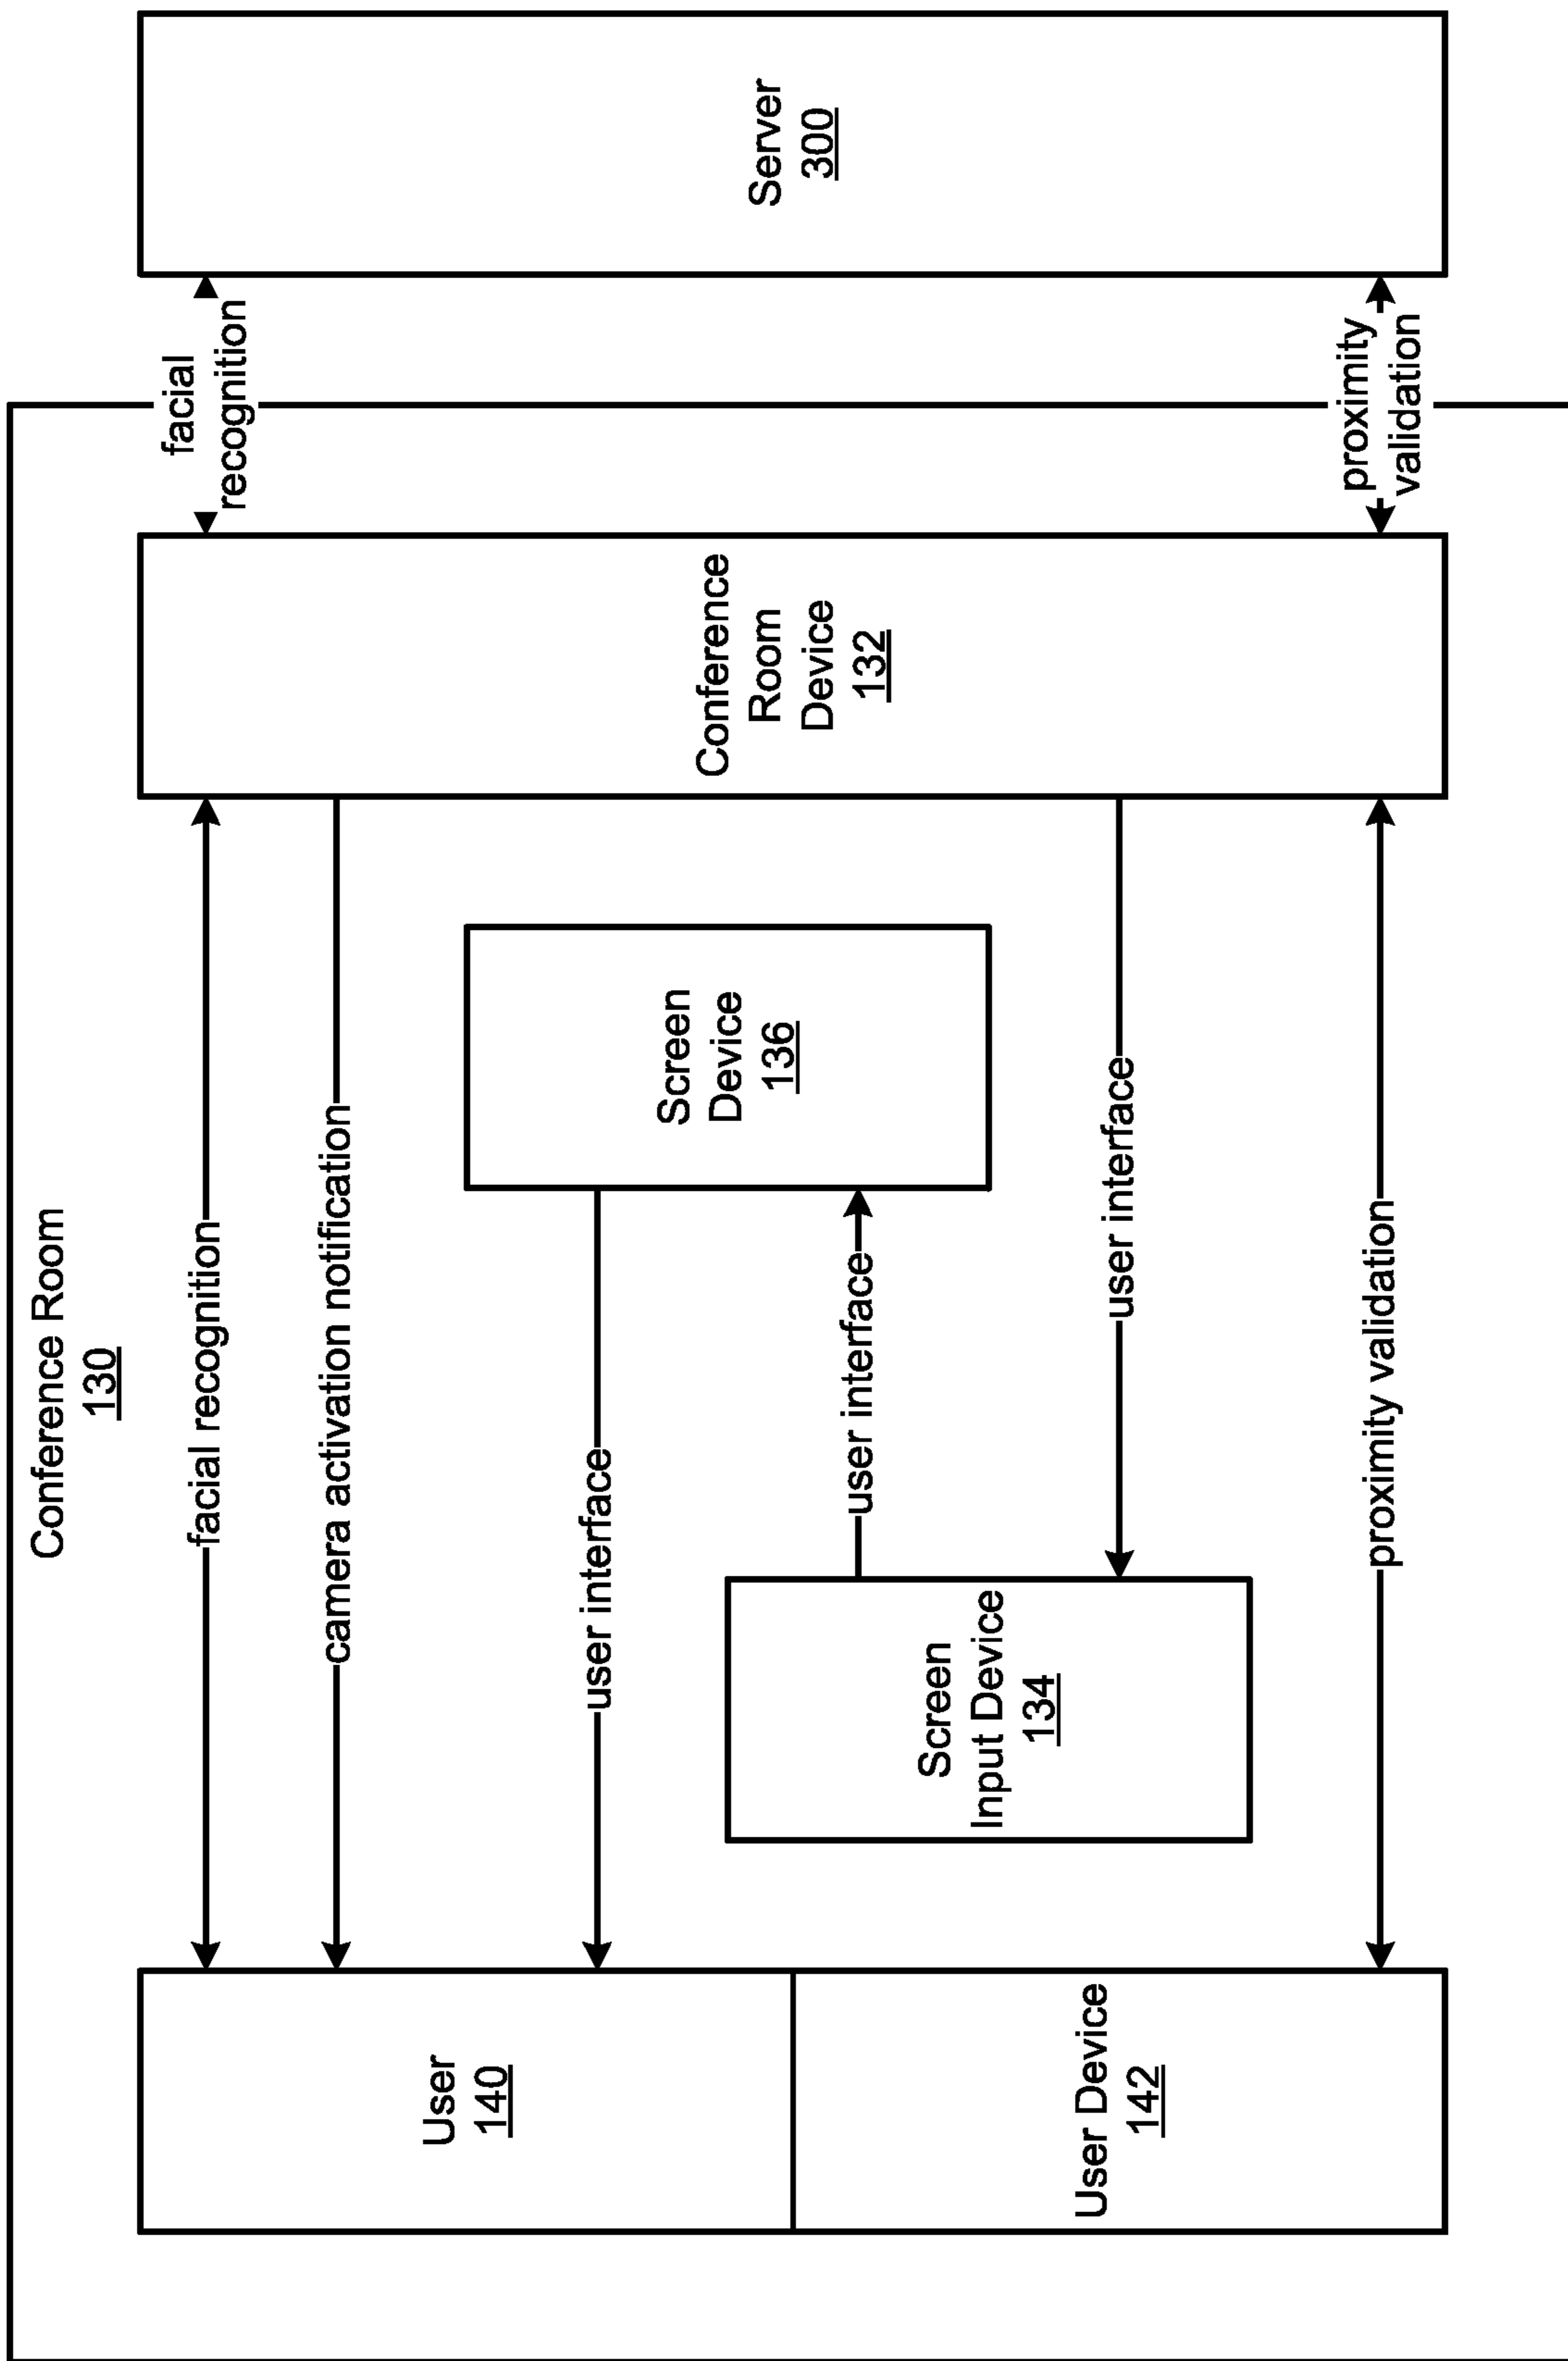 Conference Room
130
facial recognition
facial
recognition
camera activation notification
user interface
user interface
user interface
proximity validation
proximity
validation
User
140
User Device
142
Screen
Input Device
134
Screen
Device
136
Conference
Room
Device
132
Server
300